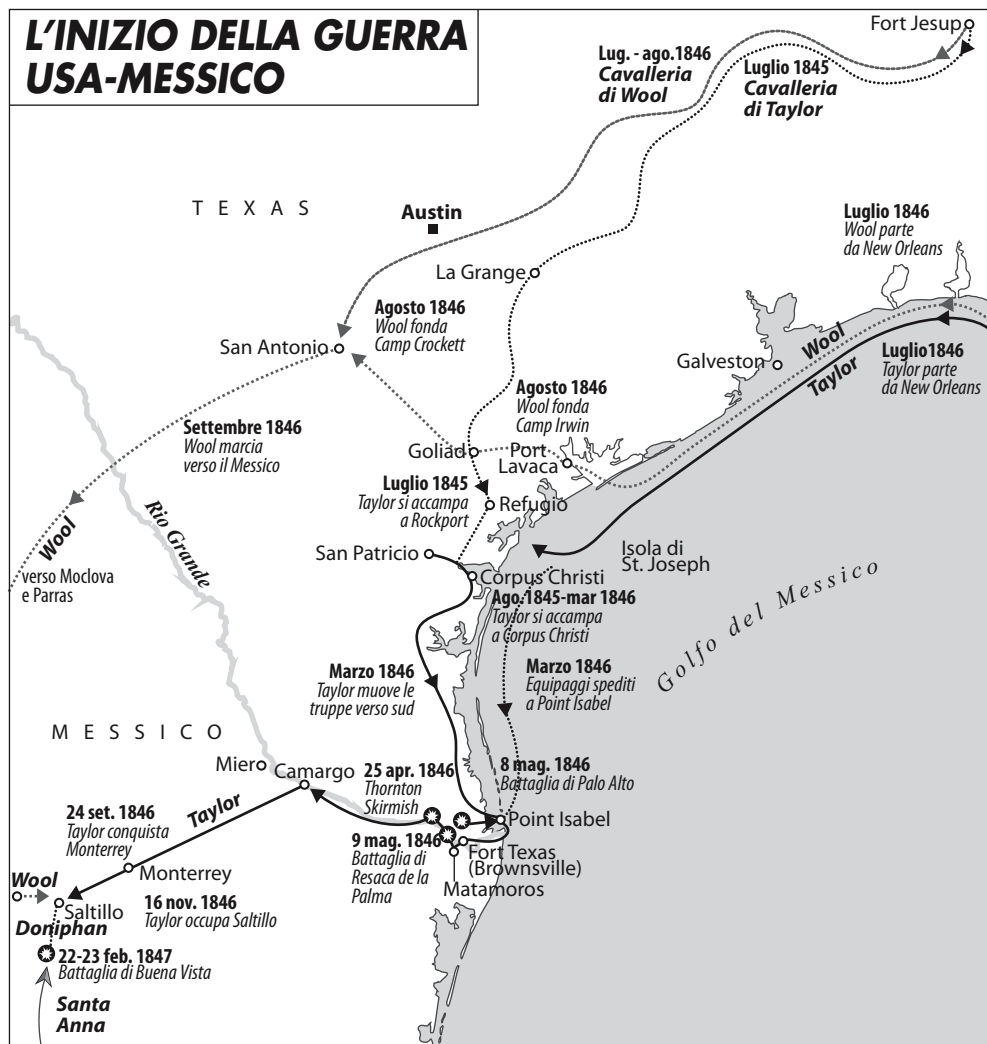 L'INIZIO DELLA GUERRA
USA-MESSICO
Fort Jesup
Lug. - ago.1846
Cavalleria
di Wool
Luglio 1845
Cavalleria
di Taylor
TEXAS
Austin
Luglio 1846
Wool parte
da New Orleans
La Grange
Agosto 1846
Wool fonda
Camp Crockett
San Antonio
Galveston
Wool
Taylor
Luglio1846
Taylor parte
da New Orleans
Agosto 1846
Wool fonda
Camp Irwin
Settembre 1846
Wool marcia
verso il Messico
Goliad
Port
Lavaca
Luglio 1845
Taylor si accampa
a Rockport
Refugio
Wool
Rio Grande
San Patricio
Isola di
St. Joseph
verso Moclova
e Parras
Corpus Christi
Ago.1845-mar 1846
Taylor si accampa
a Corpus Christi
Golfo del Messico
Marzo 1846
Taylor muove le
truppe verso sud
Marzo 1846
Equipaggi spediti
a Point Isabel
MESSICO
Miero
Camargo
25 apr. 1846
Thornton
Skirmish
8 mag. 1846
Battaglia di Palo Alto
24 set. 1846
Taylor conquista
Monterrey
Taylor
Point Isabel
9 mag. 1846
Battaglia di
Resaca de la
Palma
Fort Texas
(Brownsville)
Matamoros
Monterrey
Wool
Saltillo
16 nov. 1846
Taylor occupa Saltillo
Doniphan
22-23 feb. 1847
Battaglia di Buena Vista
Santa
Anna